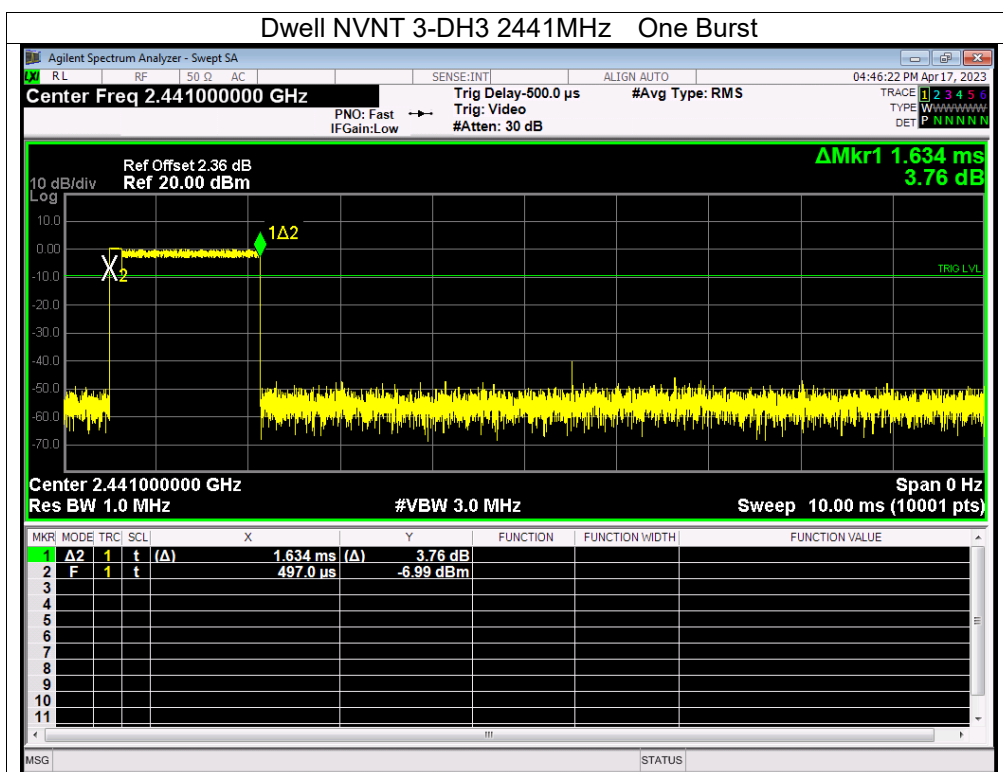 Dwell NVNT 3-DH3 2441MHz One Burst
Agilent Spectrum Analyzer - Swept SA
LXI RL RF 50 Ω AC SENSE:INT ALIGN AUTO 04:46:22 PM Apr 17, 2023
Center Freq 2.441000000 GHz Trig Delay-500.0 µs #Avg Type: RMS TRACE 1 2 3 4 5 6
PNO: Fast Trig: Video TYPE WWWWWW
IFGain:Low #Atten: 30 dB DET P N N N N N
ΔMkr1 1.634 ms
3.76 dB
Ref Offset 2.36 dB
10 dB/div Ref 20.00 dBm
Log
10.0
1Δ2
0.00
2
TRIG LVL
-10.0
-20.0
-30.0
-40.0
-50.0
-60.0
-70.0
Center 2.441000000 GHz Span 0 Hz
Res BW 1.0 MHz #VBW 3.0 MHz Sweep 10.00 ms (10001 pts)
MKR MODE TRC SCL X Y FUNCTION FUNCTION WIDTH FUNCTION VALUE
1 Δ2 1 t (Δ) 1.634 ms (Δ) 3.76 dB
2 F 1 t 497.0 µs -6.99 dBm
3
4
5
6
7
8
9
10
11
MSG STATUS